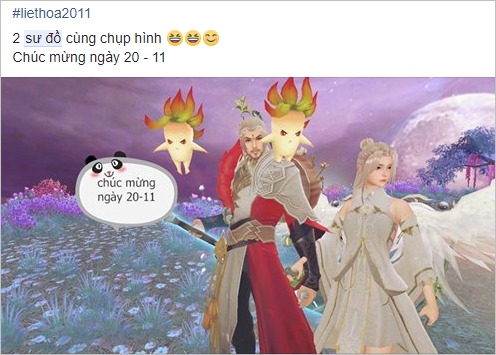 #liethoa2011
2 sư đồ cùng chụp hình 😆😆😊
Chúc mừng ngày 20 - 11
chúc mừng
ngày 20-11